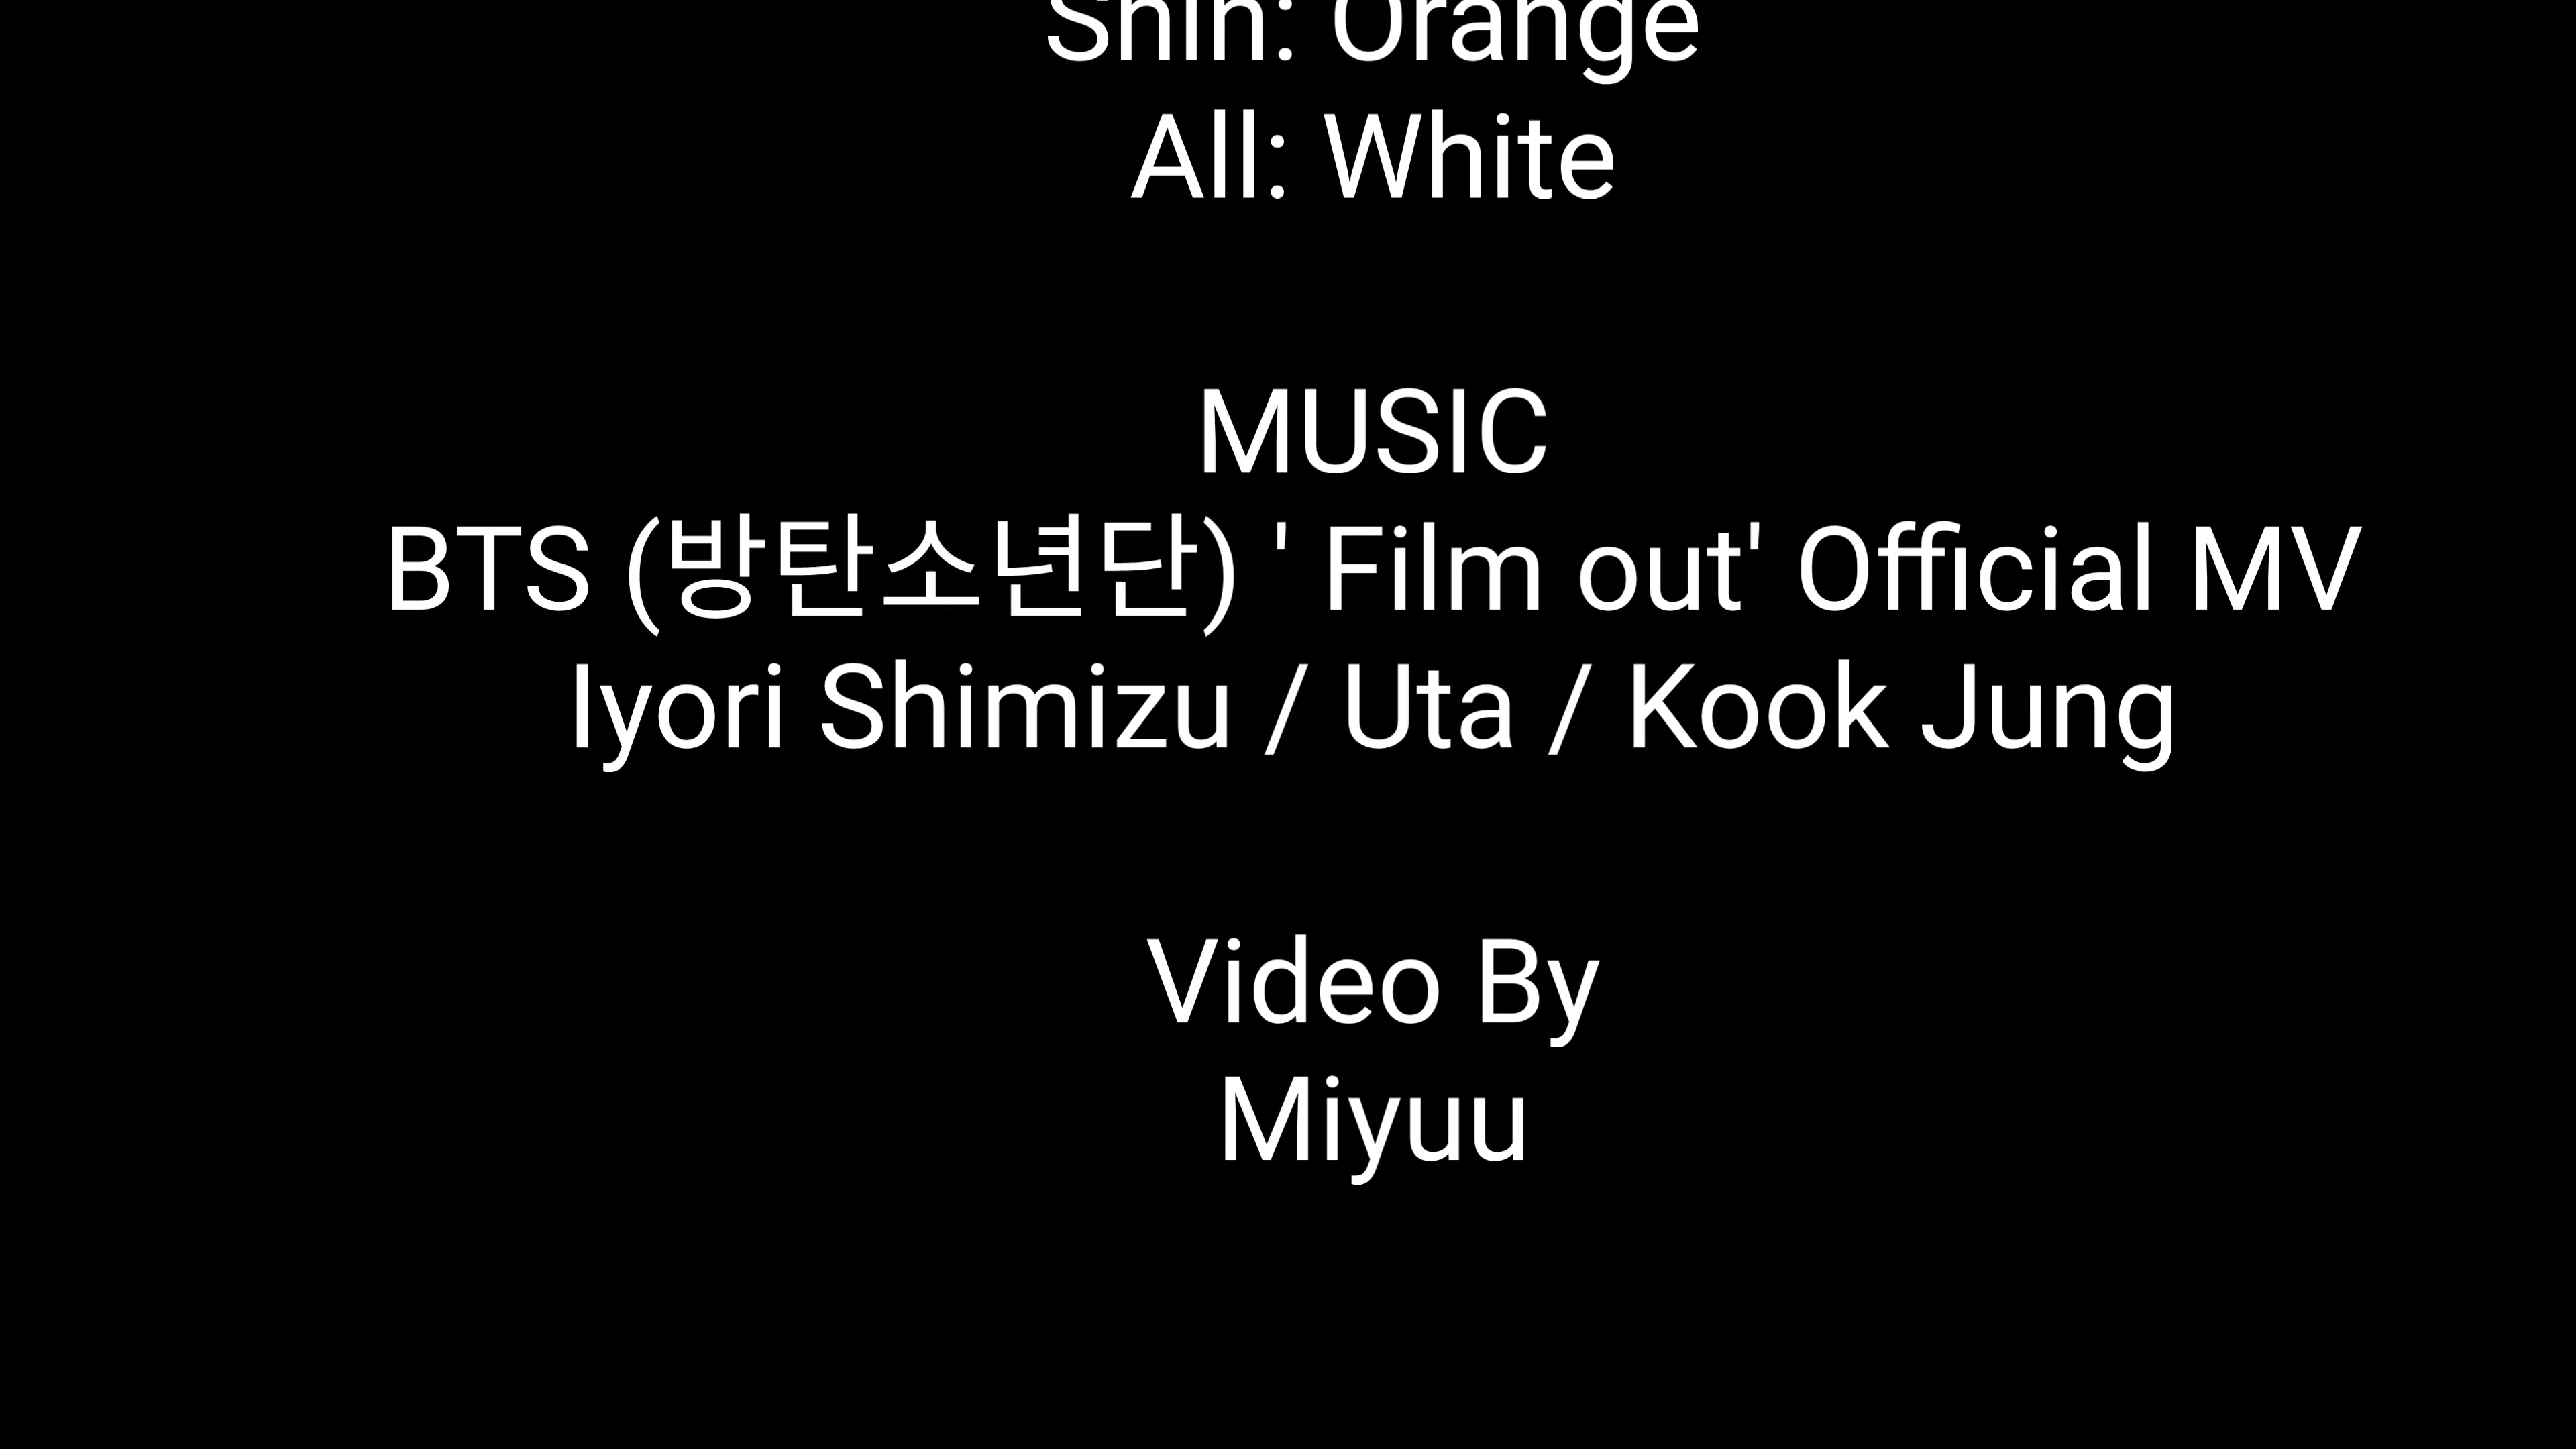 Shin: Orange
All: White
MUSIC
BTS (방탄소년단) ' Film out' Official MV
Iyori Shimizu / Uta / Kook Jung
Video By
Miyuu